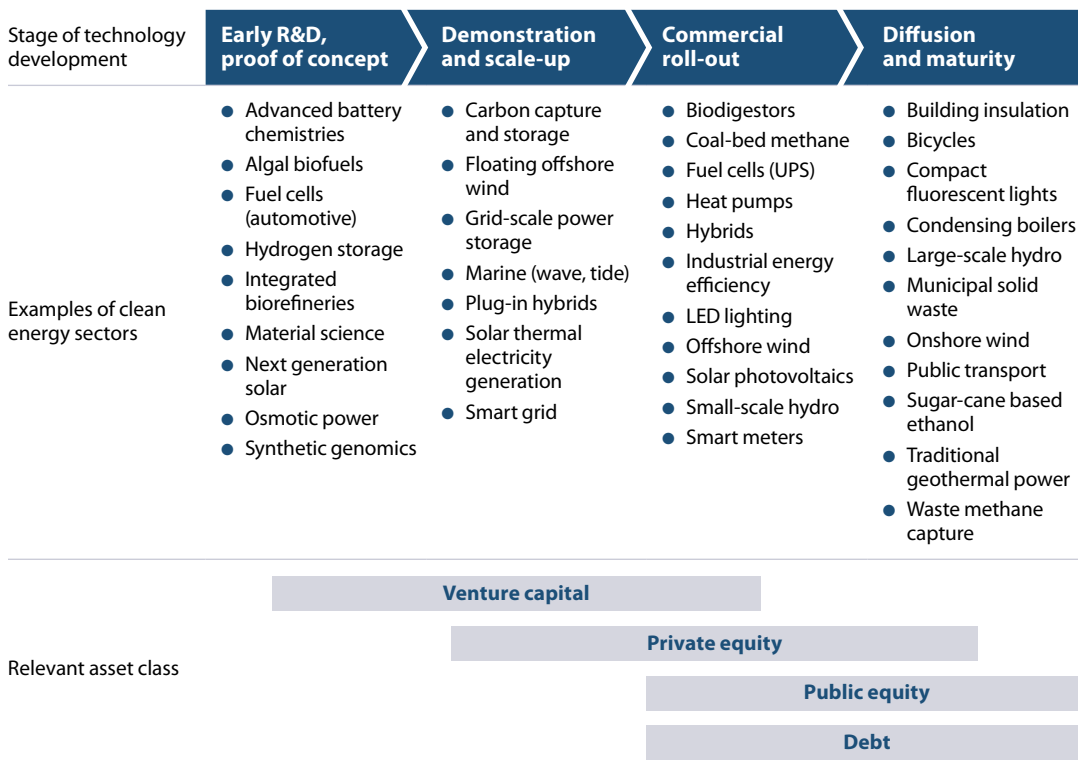 Stage of technology
development
Early R&D,
proof of concept
Demonstration
and scale-up
Commercial
roll-out
Diffusion
and maturity
Examples of clean
energy sectors
● Advanced battery
chemistries
● Algal biofuels
● Fuel cells
(automotive)
● Hydrogen storage
● Integrated
biorefineries
● Material science
● Next generation
solar
● Osmotic power
● Synthetic genomics
● Carbon capture
and storage
● Floating offshore
wind
● Grid-scale power
storage
● Marine (wave, tide)
● Plug-in hybrids
● Solar thermal
electricity
generation
● Smart grid
● Biodigestors
● Coal-bed methane
● Fuel cells (UPS)
● Heat pumps
● Hybrids
● Industrial energy
efficiency
● LED lighting
● Offshore wind
● Solar photovoltaics
● Small-scale hydro
● Smart meters
● Building insulation
● Bicycles
● Compact
fluorescent lights
● Condensing boilers
● Large-scale hydro
● Municipal solid
waste
● Onshore wind
● Public transport
● Sugar-cane based
ethanol
● Traditional
geothermal power
● Waste methane
capture
Relevant asset class
Venture capital
Private equity
Public equity
Debt